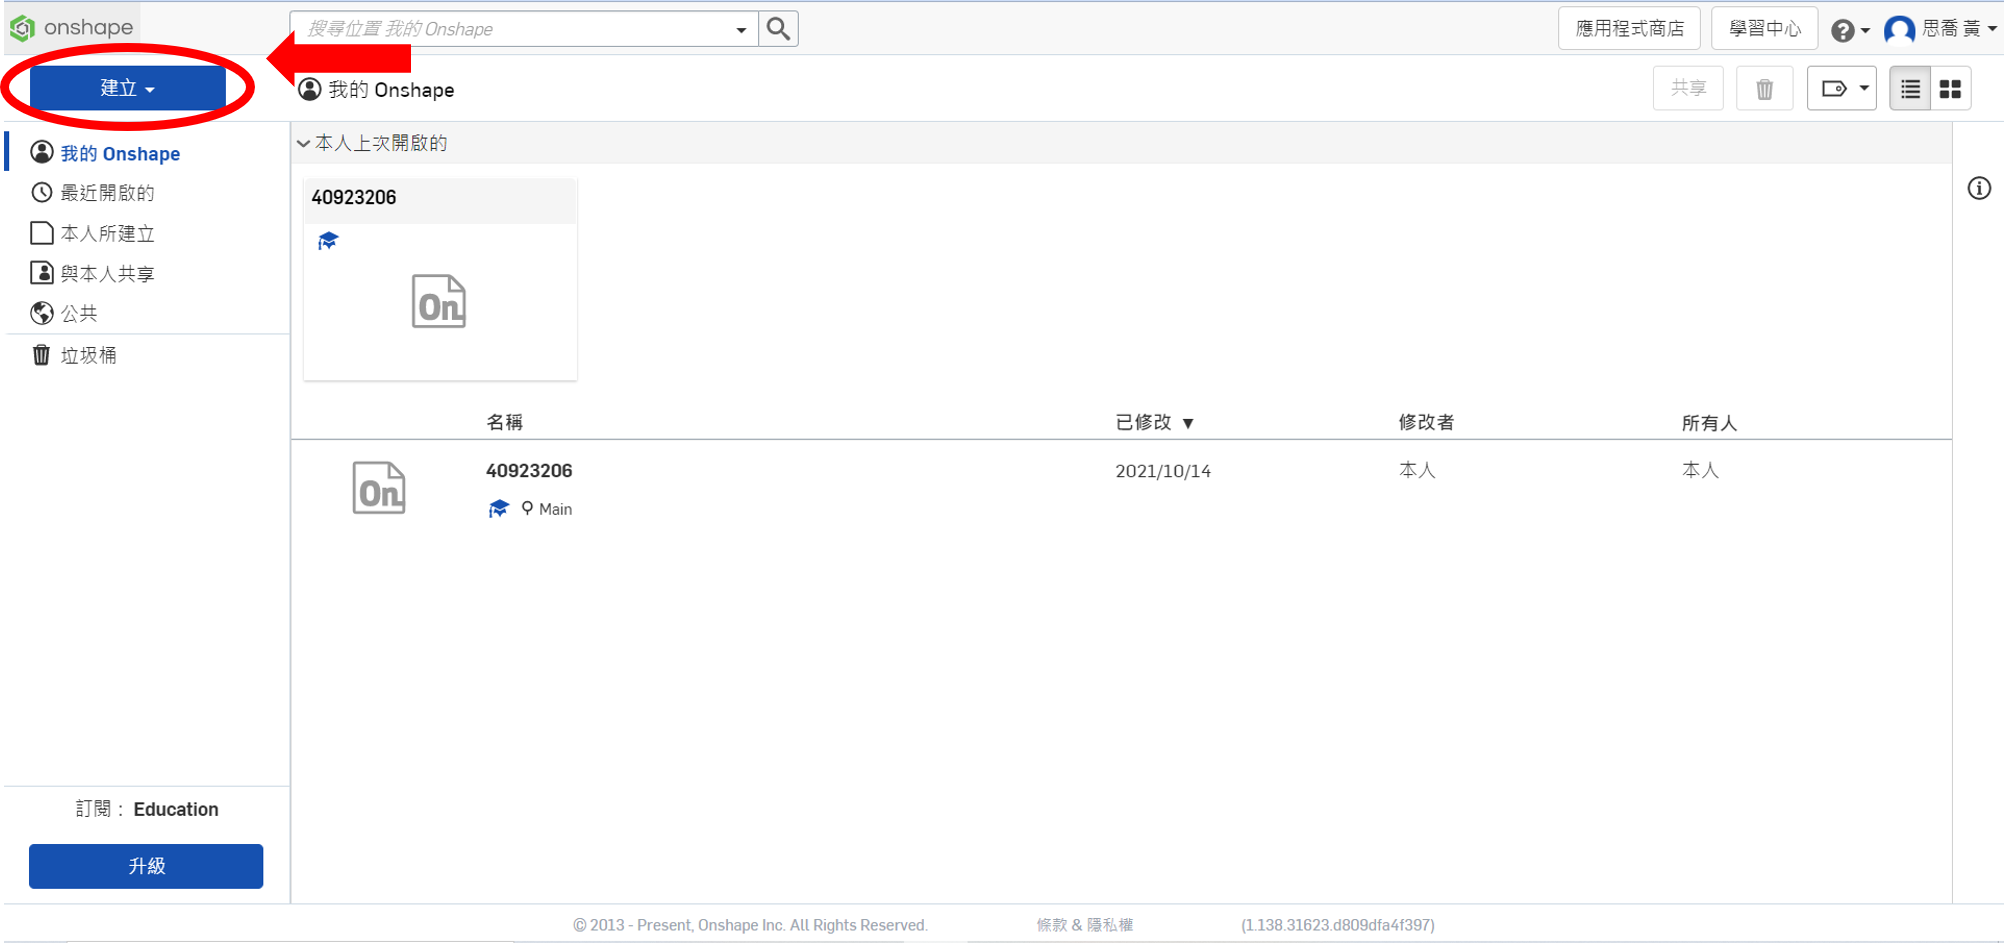 onshape
搜尋位置 我的 Onshape
應用程式商店
學習中心
思喬 黃
建立
我的 Onshape
共享
我的 Onshape
最近開啟的
本人所建立
與本人共享
公共
垃圾桶
本人上次開啟的
40923206
On
名稱
已修改 ▼
修改者
所有人
On
40923206
2021/10/14
本人
本人
Main
訂閱： Education
升級
© 2013 - Present, Onshape Inc. All Rights Reserved.
條款 & 隱私權
(1.138.31623.d809dfa4f397)